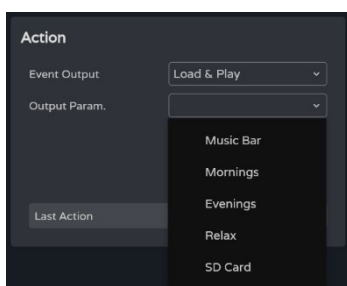 Action
Event Output Load & Play
Output Param.
Music Bar
Mornings
Evenings
Last Action
Relax
SD Card